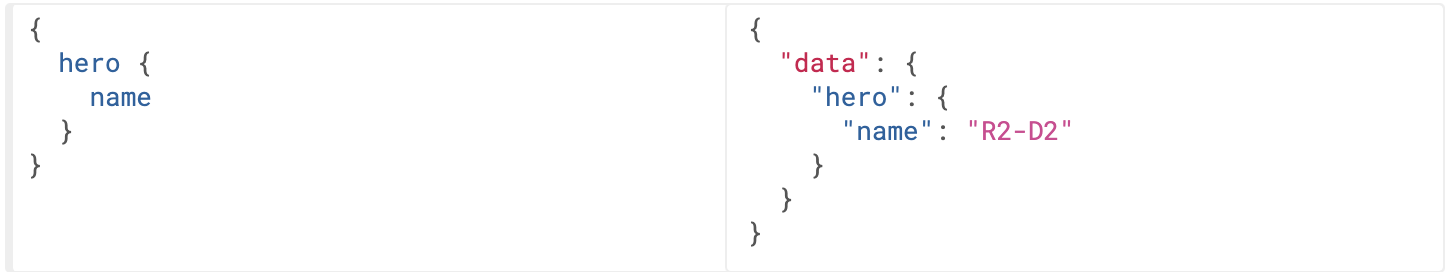 {
  hero {
    name
  }
}
{
  "data": {
    "hero": {
      "name": "R2-D2"
    }
  }
}